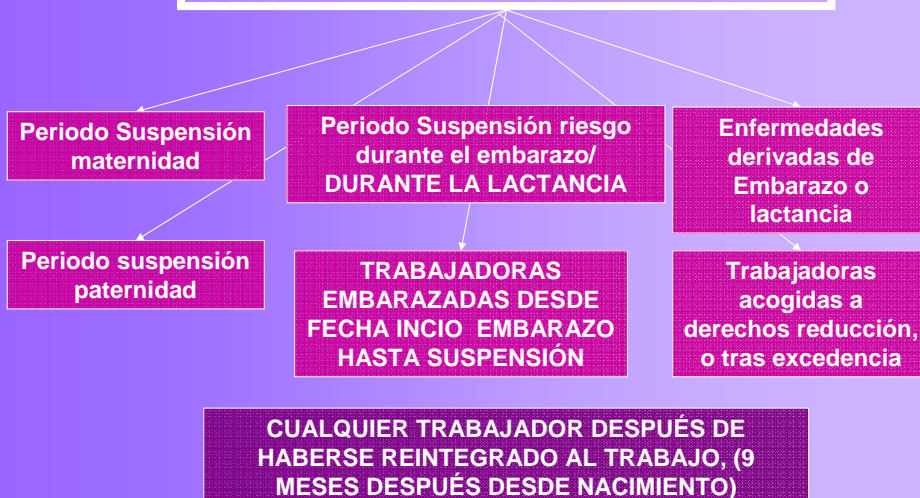 Periodo Suspensión
maternidad
Periodo Suspensión riesgo
durante el embarazo/
DURANTE LA LACTANCIA
Enfermedades
derivadas de
Embarazo o
lactancia
Periodo suspensión
paternidad
TRABAJADORAS
EMBARAZADAS DESDE
FECHA INCIO  EMBARAZO
HASTA SUSPENSIÓN
Trabajadoras
acogidas a
derechos reducción,
o tras excedencia
CUALQUIER TRABAJADOR DESPUÉS DE
HABERSE REINTEGRADO AL TRABAJO, (9
MESES DESPUÉS DESDE NACIMIENTO)